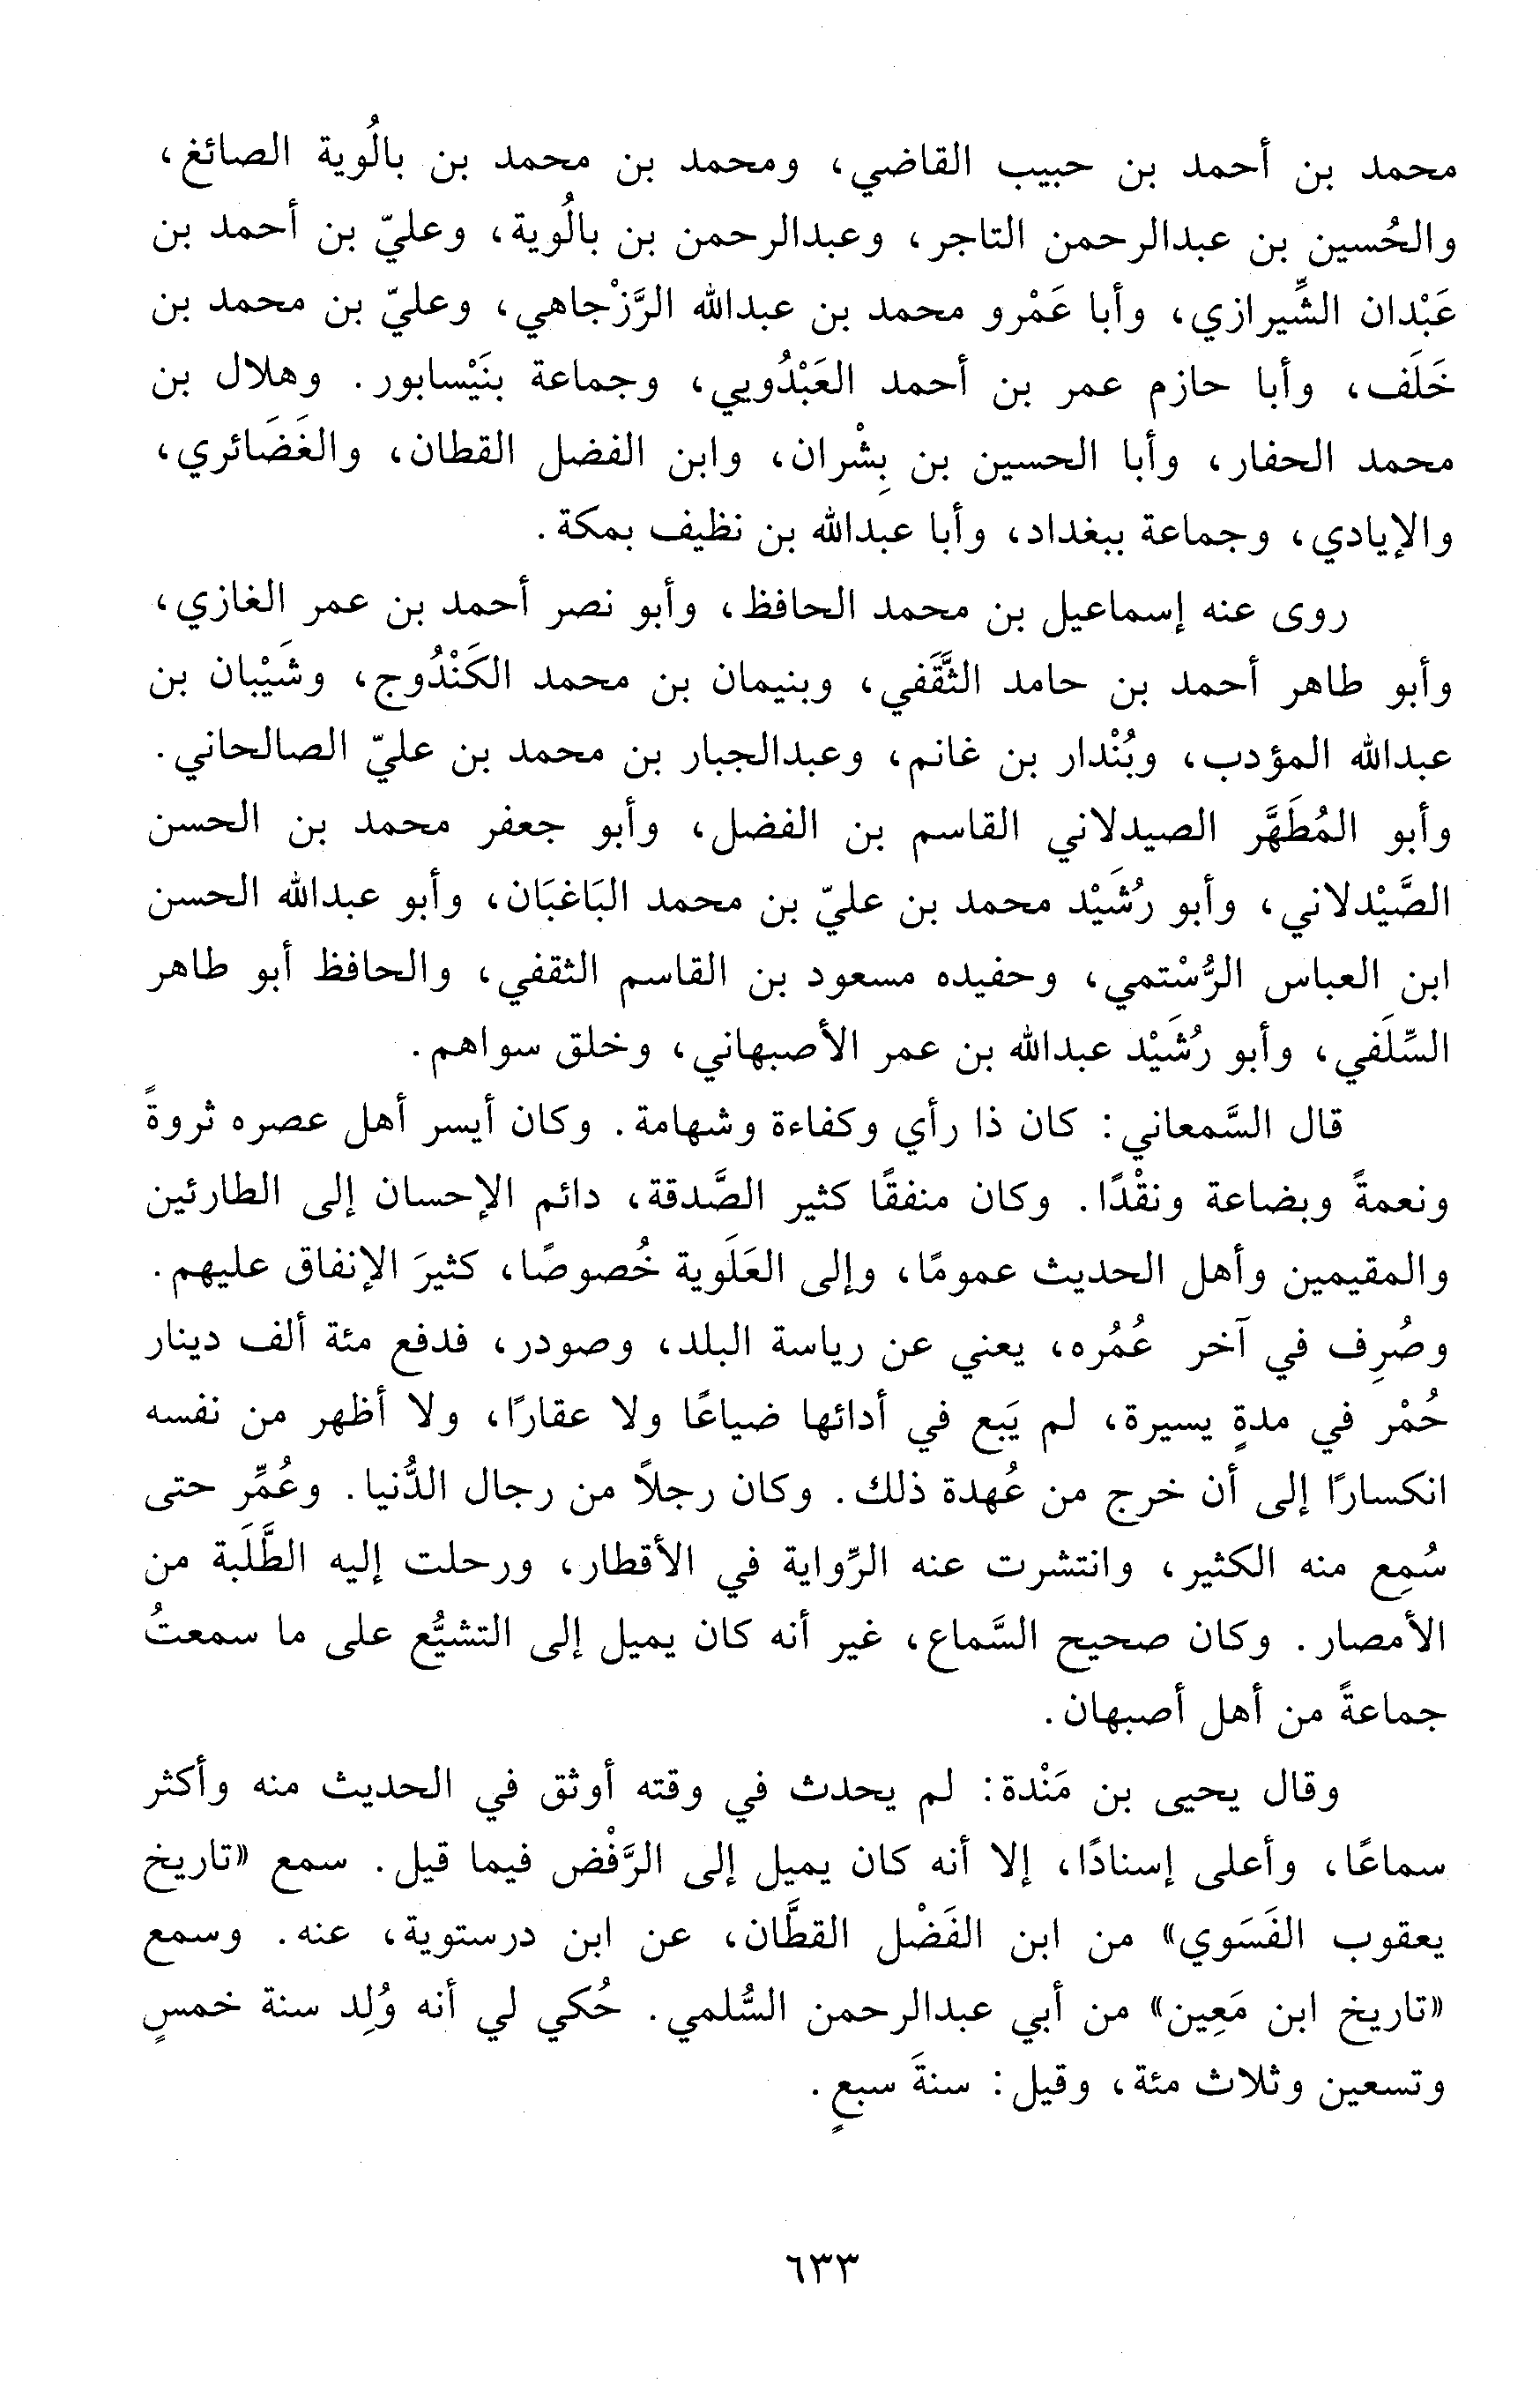 محمد بن أحمد بن حبيب القاضي، ومحمد بن محمد بن بالُوية الصائغ،
والحُسين بن عبدالرحمن التاجر، وعبدالرحمن بن بالُوية، وعليّ بن أحمد بن
عَبْدان الشِّيرازي، وأبا عَمْرو محمد بن عبدالله الرَّزْجاهي، وعليّ بن محمد بن
خَلَف، وأبا حازم عمر بن أحمد العَبْدُويي، وجماعة بنَيْسابور. وهلال بن
محمد الحفار، وأبا الحسين بن بِشْران، وابن الفضل القطان، والغَضَائري،
والإيادي، وجماعة ببغداد، وأبا عبدالله بن نظيف بمكة.
روى عنه إسماعيل بن محمد الحافظ، وأبو نصر أحمد بن عمر الغازي،
وأبو طاهر أحمد بن حامد الثَّقَفي، وبنيمان بن محمد الكَنْدُوج، وشَيْبان بن
عبدالله المؤدب، وبُنْدار بن غانم، وعبدالجبار بن محمد بن عليّ الصالحاني.
وأبو المُطَهَّر الصيدلاني القاسم بن الفضل، وأبو جعفر محمد بن الحسن
الصَّيْدلاني، وأبو رُشَيْد محمد بن عليّ بن محمد البَاغبَان، وأبو عبدالله الحسن
ابن العباس الرُّسْتمي، وحفيده مسعود بن القاسم الثقفي، والحافظ أبو طاهر
السِّلَفي، وأبو رُشَيْد عبدالله بن عمر الأصبهاني، وخلق سواهم.
قال السَّمعاني: كان ذا رأي وكفاءة وشهامة. وكان أيسر أهل عصره ثروةً
ونعمةً وبضاعة ونقْدًا. وكان منفقًا كثير الصَّدقة، دائم الإحسان إلى الطارئين
والمقيمين وأهل الحديث عمومًا، وإلى العَلَوية خُصوصًا، كثيرَ الإنفاق عليهم.
وصُرِف في آخر عُمُره، يعني عن رياسة البلد، وصودر، فدفع مئة ألف دينار
حُمْر في مدةٍ يسيرة، لم يَبع في أدائها ضياعًا ولا عقارًا، ولا أظهر من نفسه
انكسارًا إلى أن خرج من عُهدة ذلك. وكان رجلاً من رجال الدُّنيا. وعُمِّر حتى
سُمِع منه الكثير، وانتشرت عنه الرِّواية في الأقطار، ورحلت إليه الطَّلَبة من
الأمصار. وكان صحيح السَّماع، غير أنه كان يميل إلى التشيُّع على ما سمعتُ
جماعةً من أهل أصبهان.
وقال يحيى بن مَنْدة: لم يحدث في وقته أوثق في الحديث منه وأكثر
سماعًا، وأعلى إسنادًا، إلا أنه كان يميل إلى الرَّفْض فيما قيل. سمع «تاريخ
يعقوب الفَسَوي» من ابن الفَضْل القطَّان، عن ابن درستوية، عنه. وسمع
«تاريخ ابن مَعِين» من أبي عبدالرحمن السُّلمي. حُكي لي أنه وُلِد سنة خمسٍ
وتسعين وثلاث مئة، وقيل: سنةَ سبعٍ.
٦٣٣